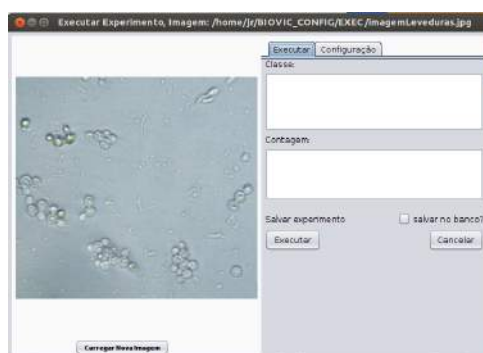 Executar Experimento, Imagem: /home/jr/BIOVIC_CONFIG/EXEC/imagemLeveduras.jpg
Executar Configuração
Classe:
Contagem:
Salvar experimento salvar no banco?
Executar Cancelar
Carregar Nova Imagem